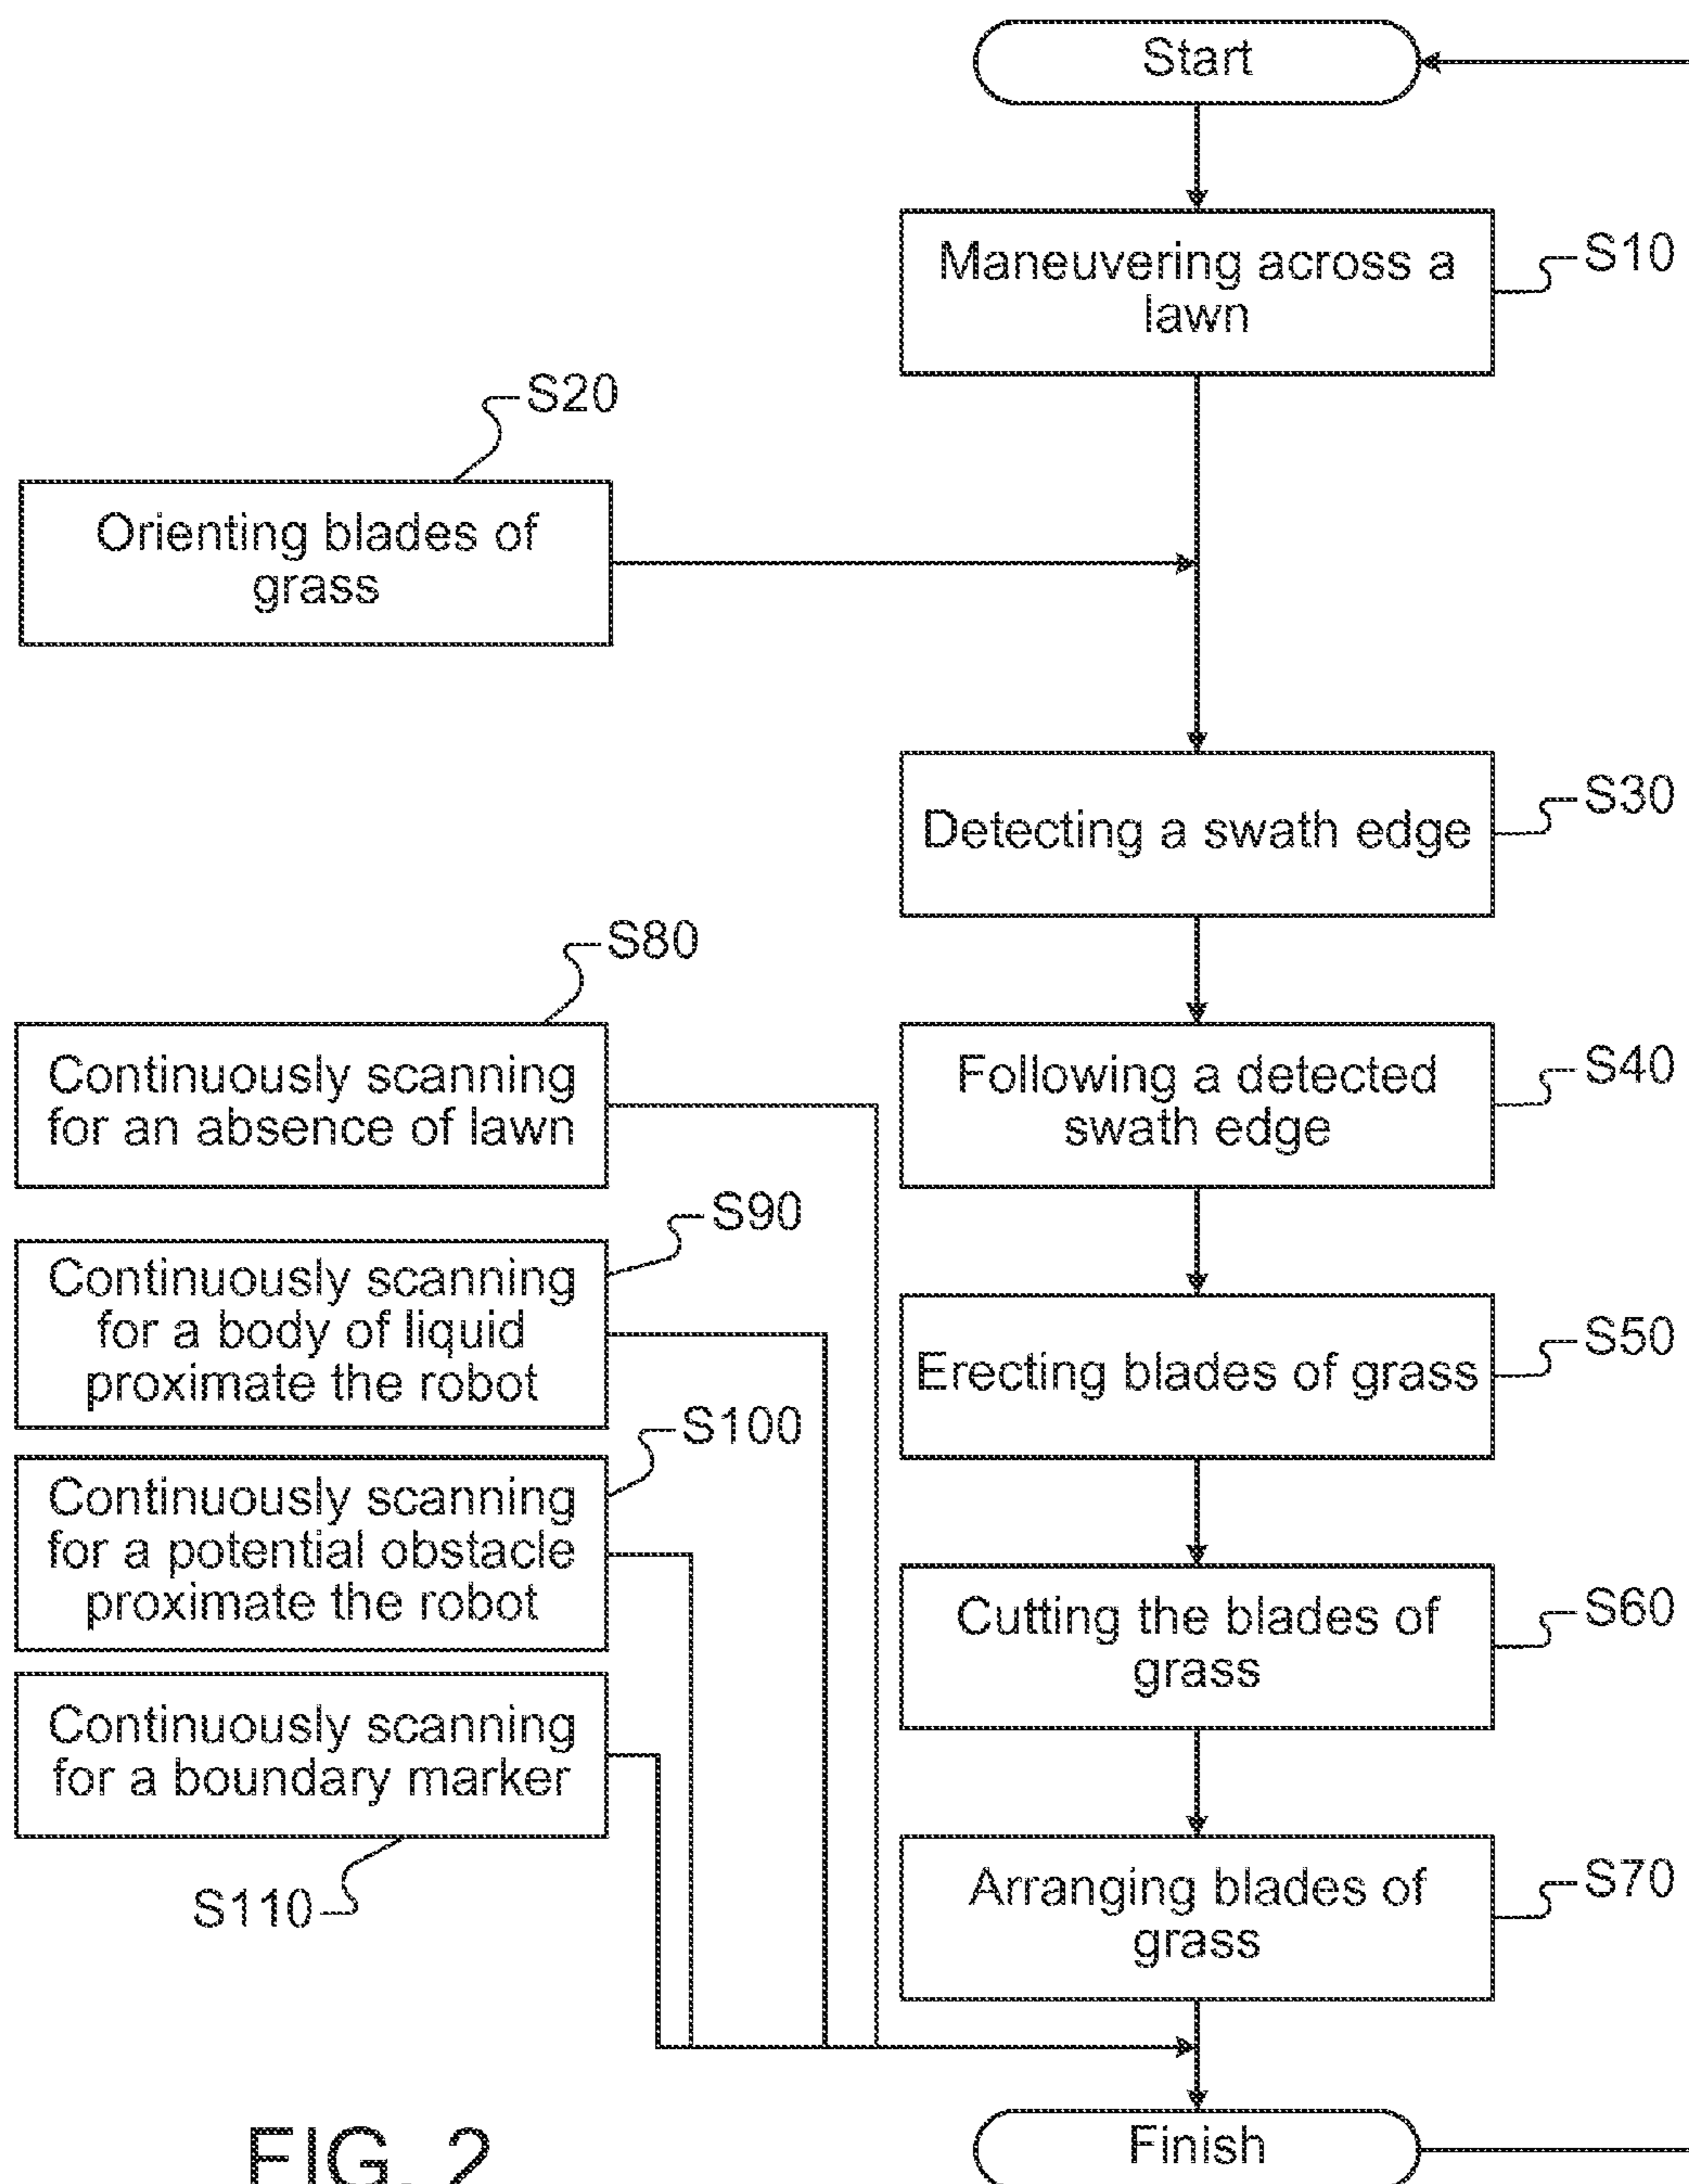 Start
Maneuvering across a
lawn
S10
S20
Orienting blades of
grass
Detecting a swath edge
S30
S80
Continuously scanning
for an absence of lawn
Following a detected
swath edge
S40
S90
Continuously scanning
for a body of liquid
proximate the robot
Erecting blades of grass
S50
S100
Continuously scanning
for a potential obstacle
proximate the robot
Cutting the blades of
grass
S60
Continuously scanning
for a boundary marker
S110
Arranging blades of
grass
S70
Finish
FIG. 2